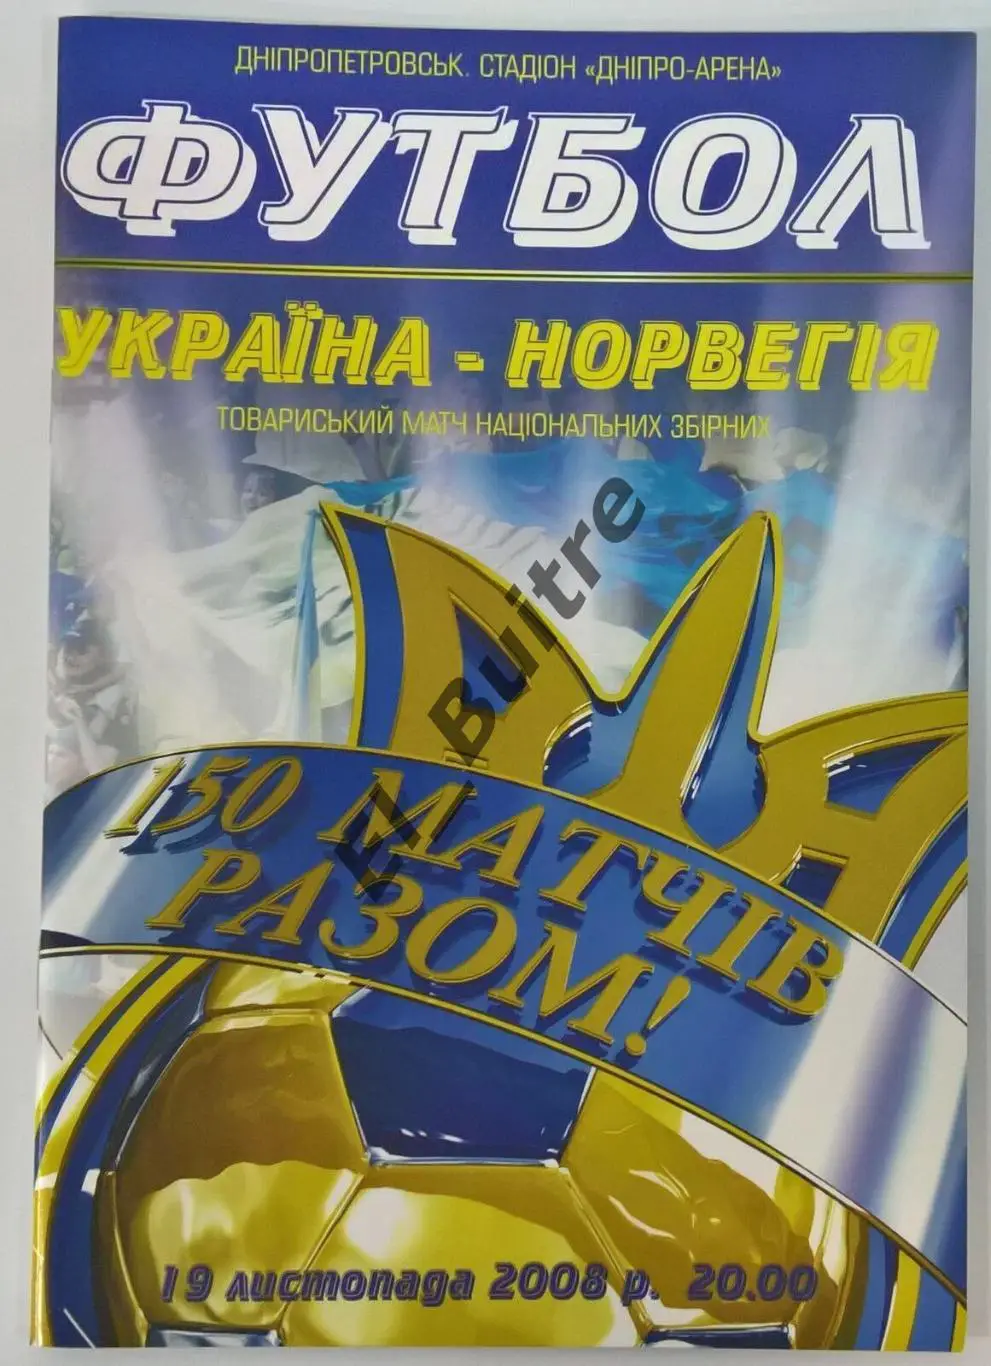 ДНІПРОПЕТРОВСЬК. СТАДІОН «ДНІПРО-АРЕНА»
ФУТБОЛ
УКРАЇНА - НОРВЕГІЯ
ТОВАРИСЬКИЙ МАТЧ НАЦІОНАЛЬНИХ ЗБІРНИХ
El_Buitre
150 МАТЧІВ
РАЗОМ!
19 листопада 2008 р. 20.00